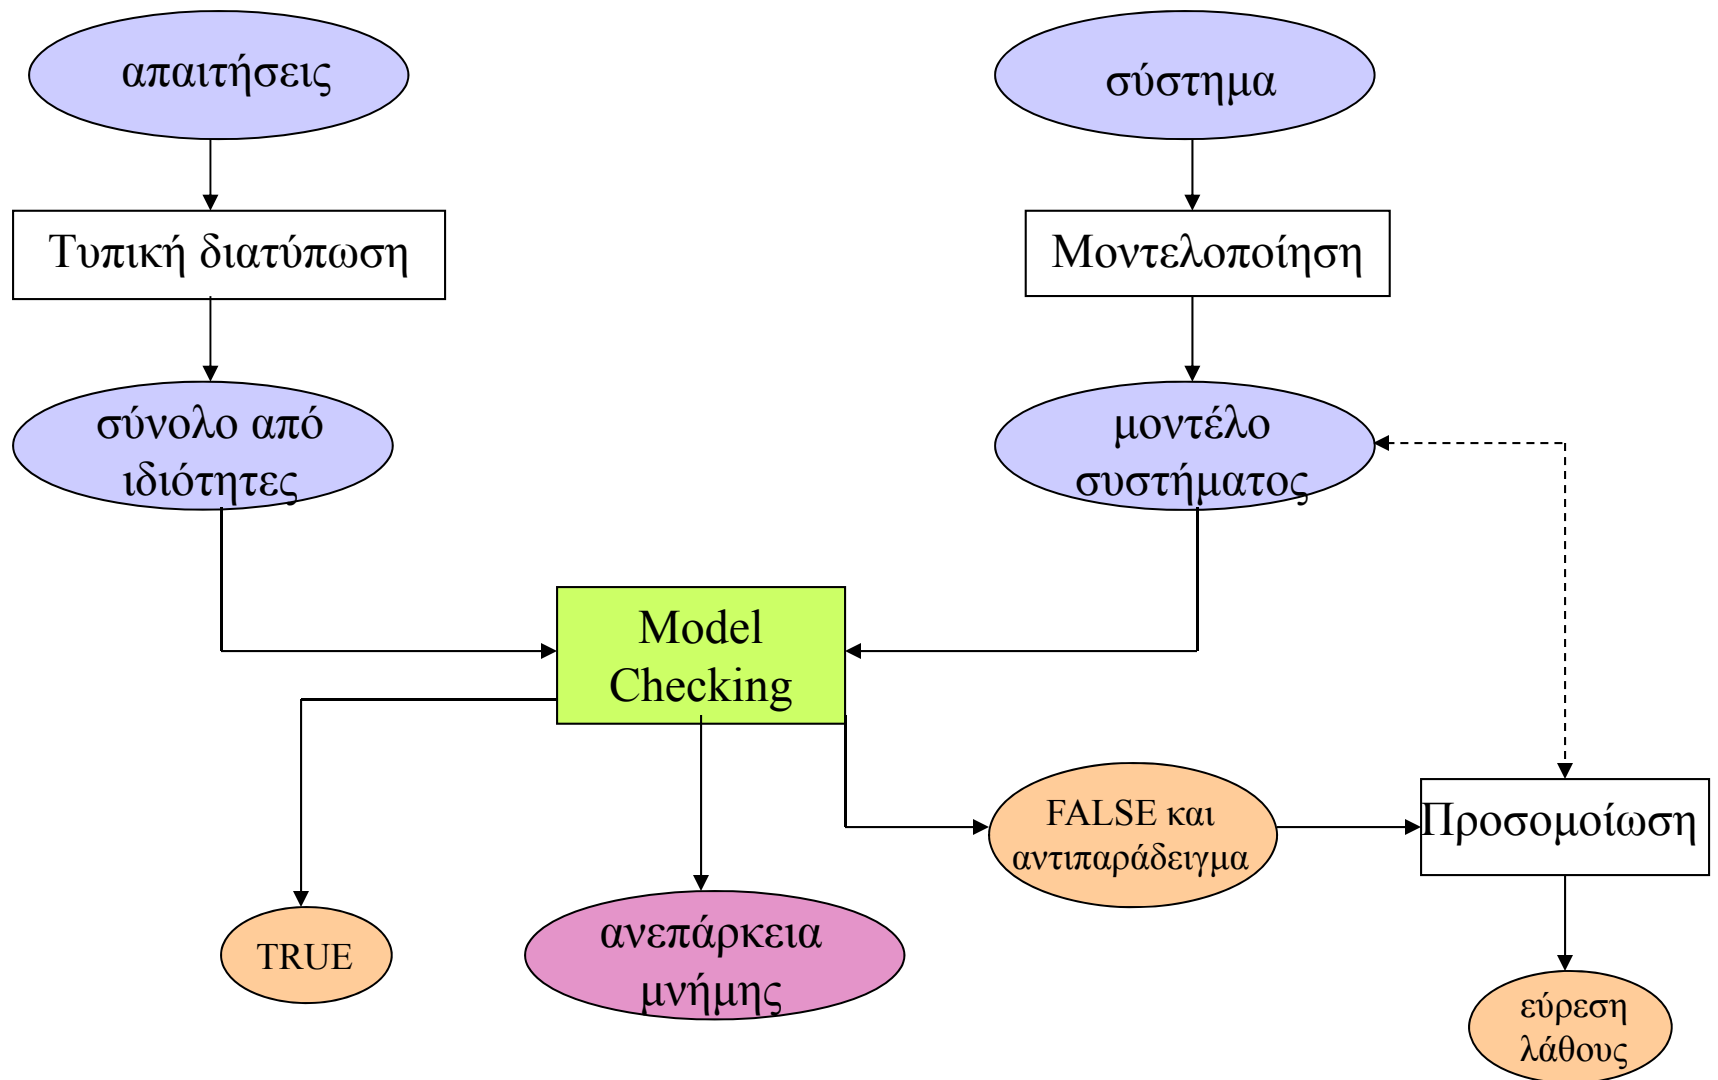 απαιτήσεις
σύστημα
Τυπική διατύπωση
Μοντελοποίηση
σύνολο από
ιδιότητες
μοντέλο
συστήματος
Model
Checking
FALSE και
αντιπαράδειγμα
Προσομοίωση
TRUE
ανεπάρκεια
μνήμης
εύρεση
λάθους